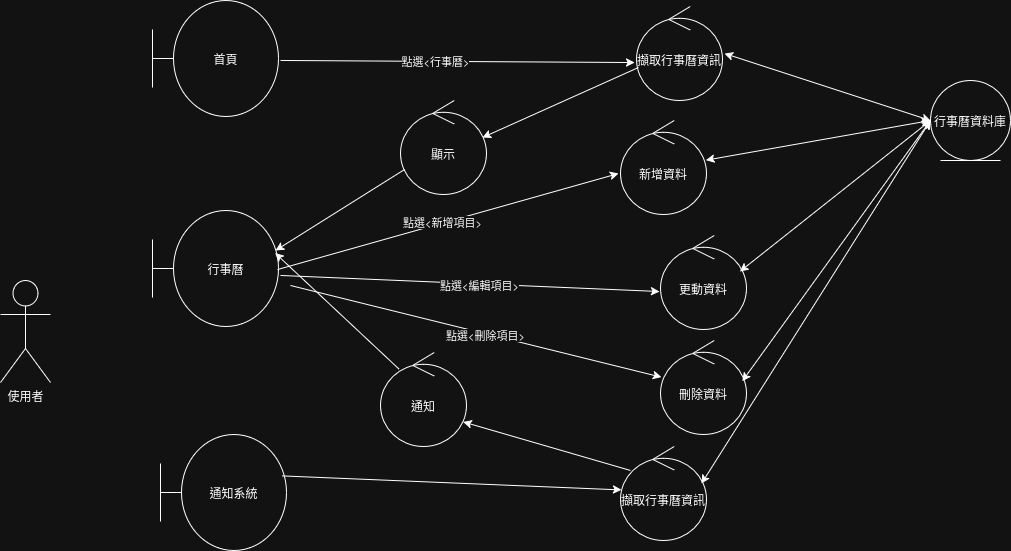 首頁
點選<行事曆>
擷取行事曆資訊
行事曆資料庫
顯示
新增資料
點選<新增項目>
行事曆
點選<編輯項目>
更動資料
點選<刪除項目>
使用者
通知
刪除資料
通知系統
擷取行事曆資訊